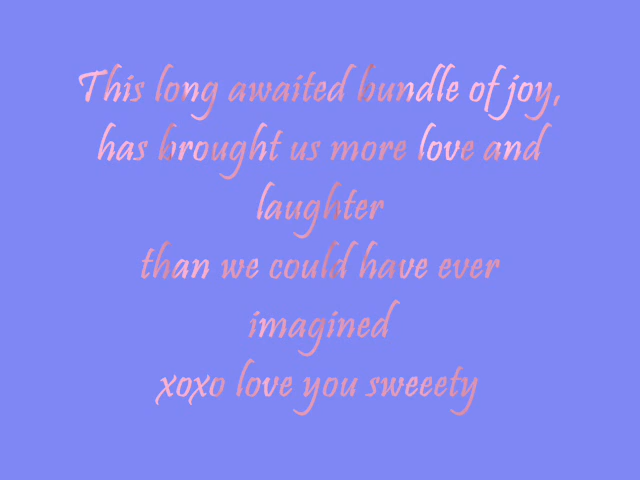 This long awaited bundle of joy,
has brought us more love and
laughter
than we could have ever
imagined
xoxo love you sweeety